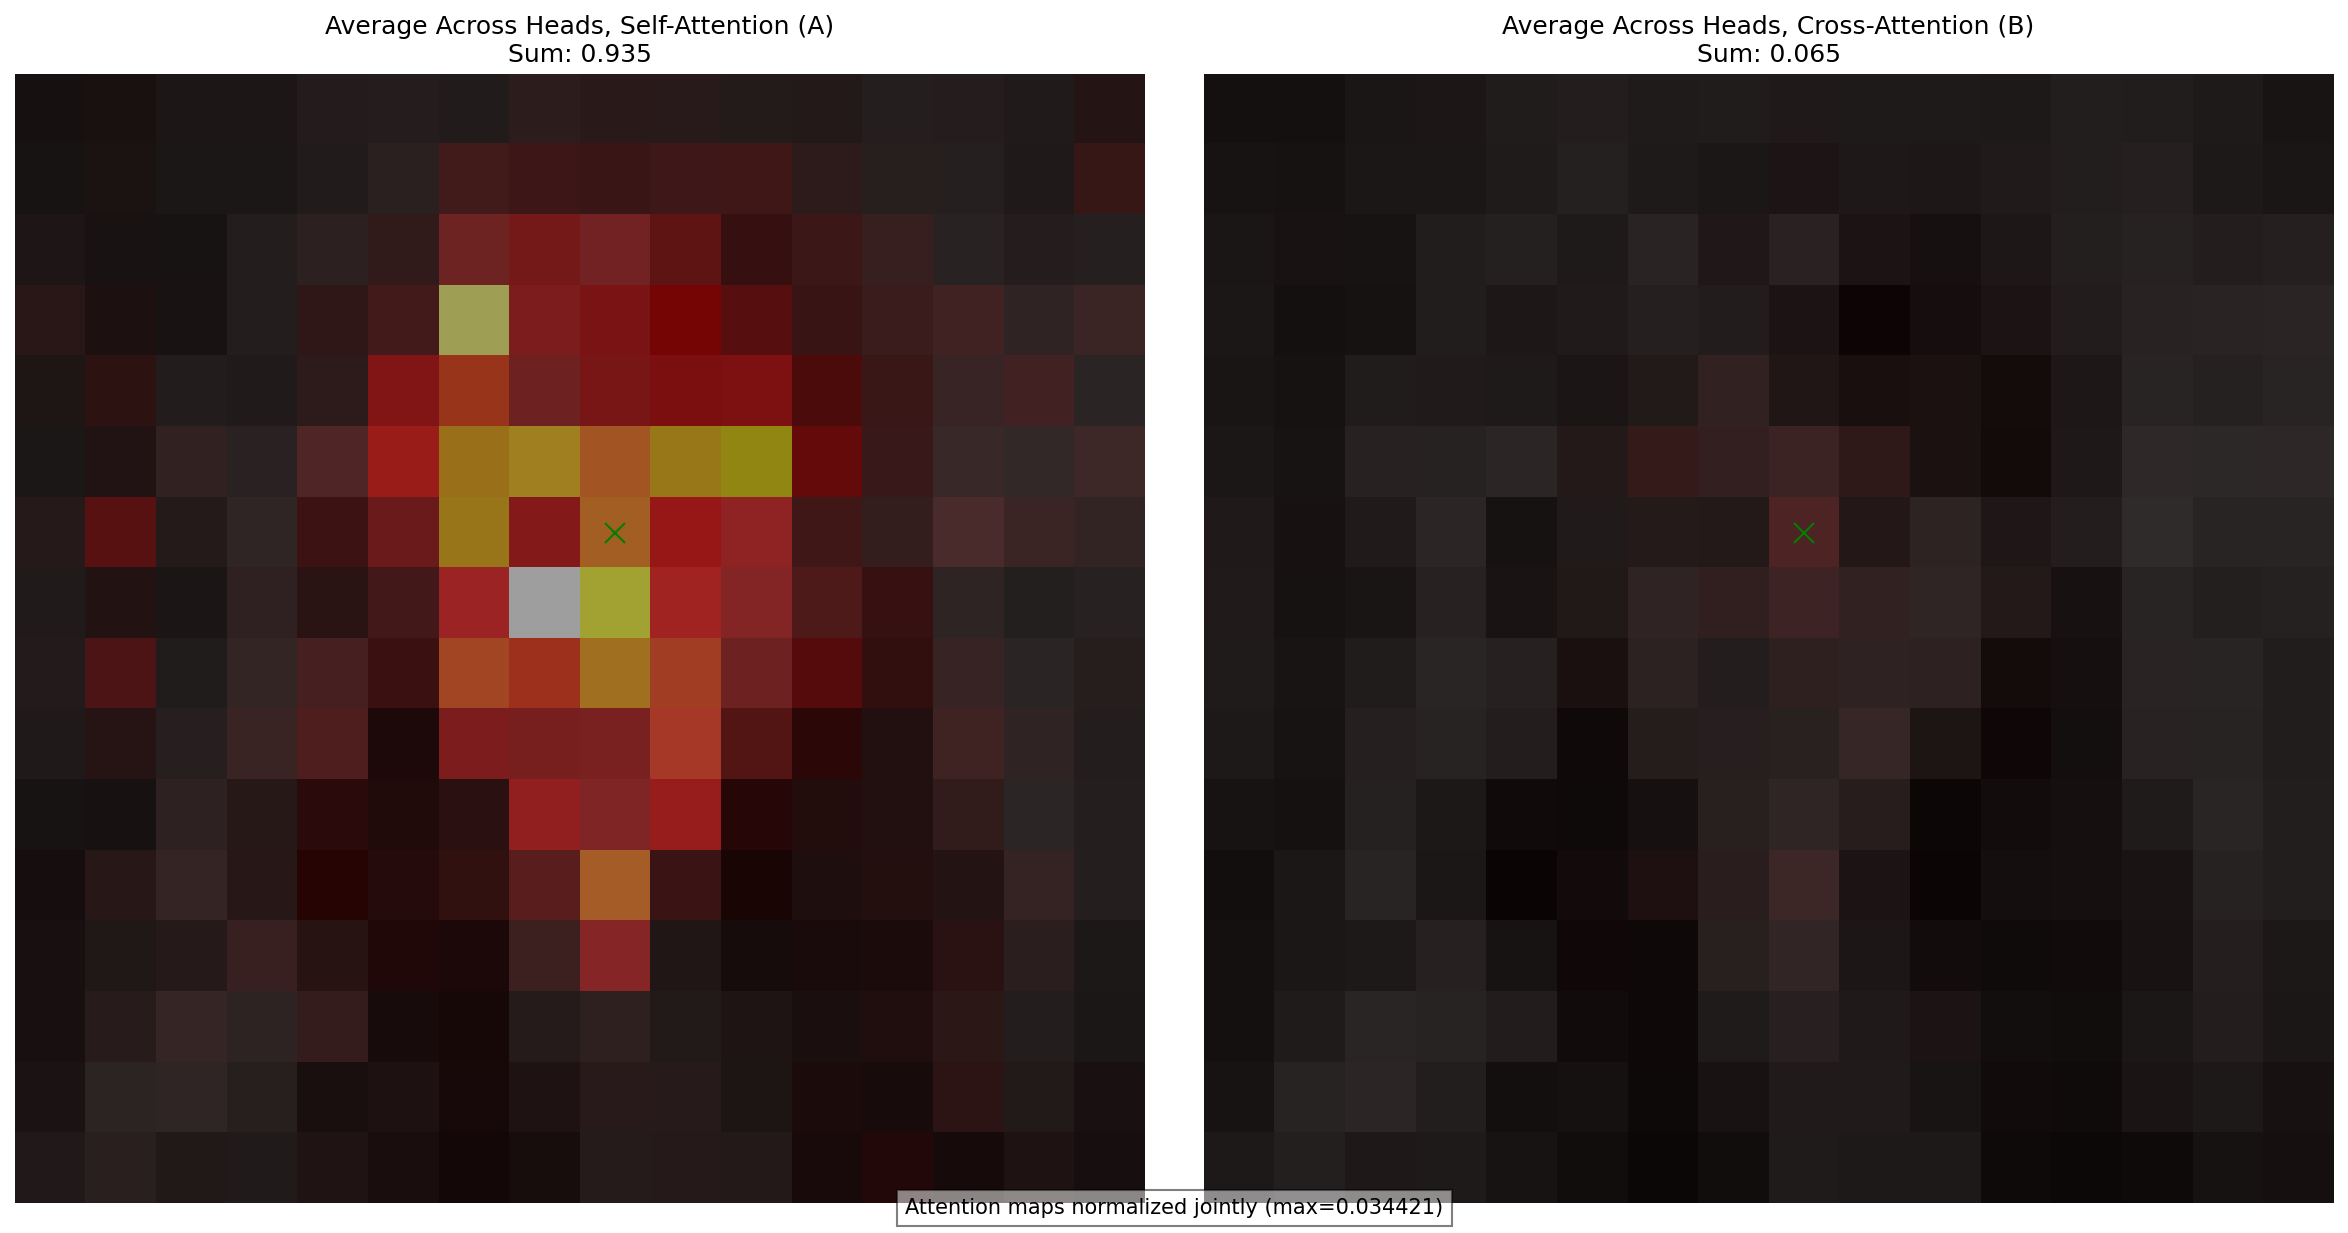 Average Across Heads, Self-Attention (A)
Sum: 0.935
Average Across Heads, Cross-Attention (B)
Sum: 0.065
Attention maps normalized jointly (max=0.034421)